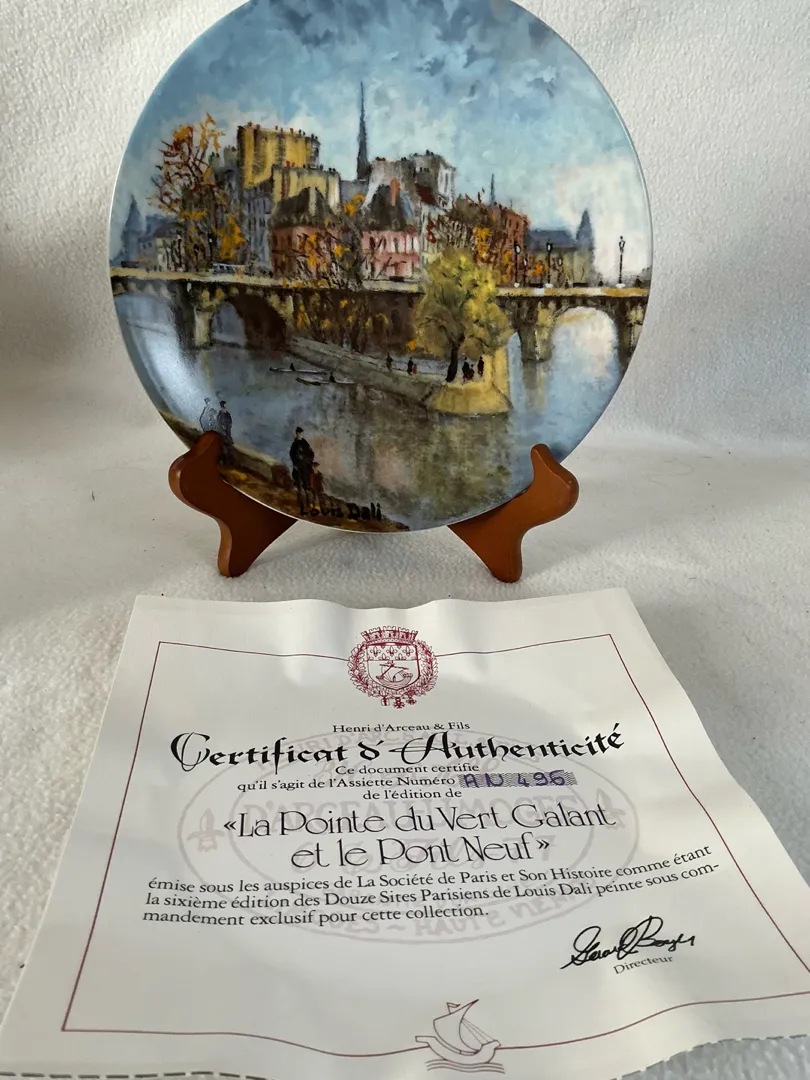 Louis Dali
Henri d'Arceau & Fils
Certificat d'Authenticité
Ce document certifie
qu'il s'agit de l'Assiette Numéro AN 496
de l'édition de
«La Pointe du Vert Galant
et le Pont Neuf»
émise sous les auspices de La Société de Paris et Son Histoire comme étant
la sixième édition des Douze Sites Parisiens de Louis Dali peinte sous com-
mandement exclusif pour cette collection.
Directeur